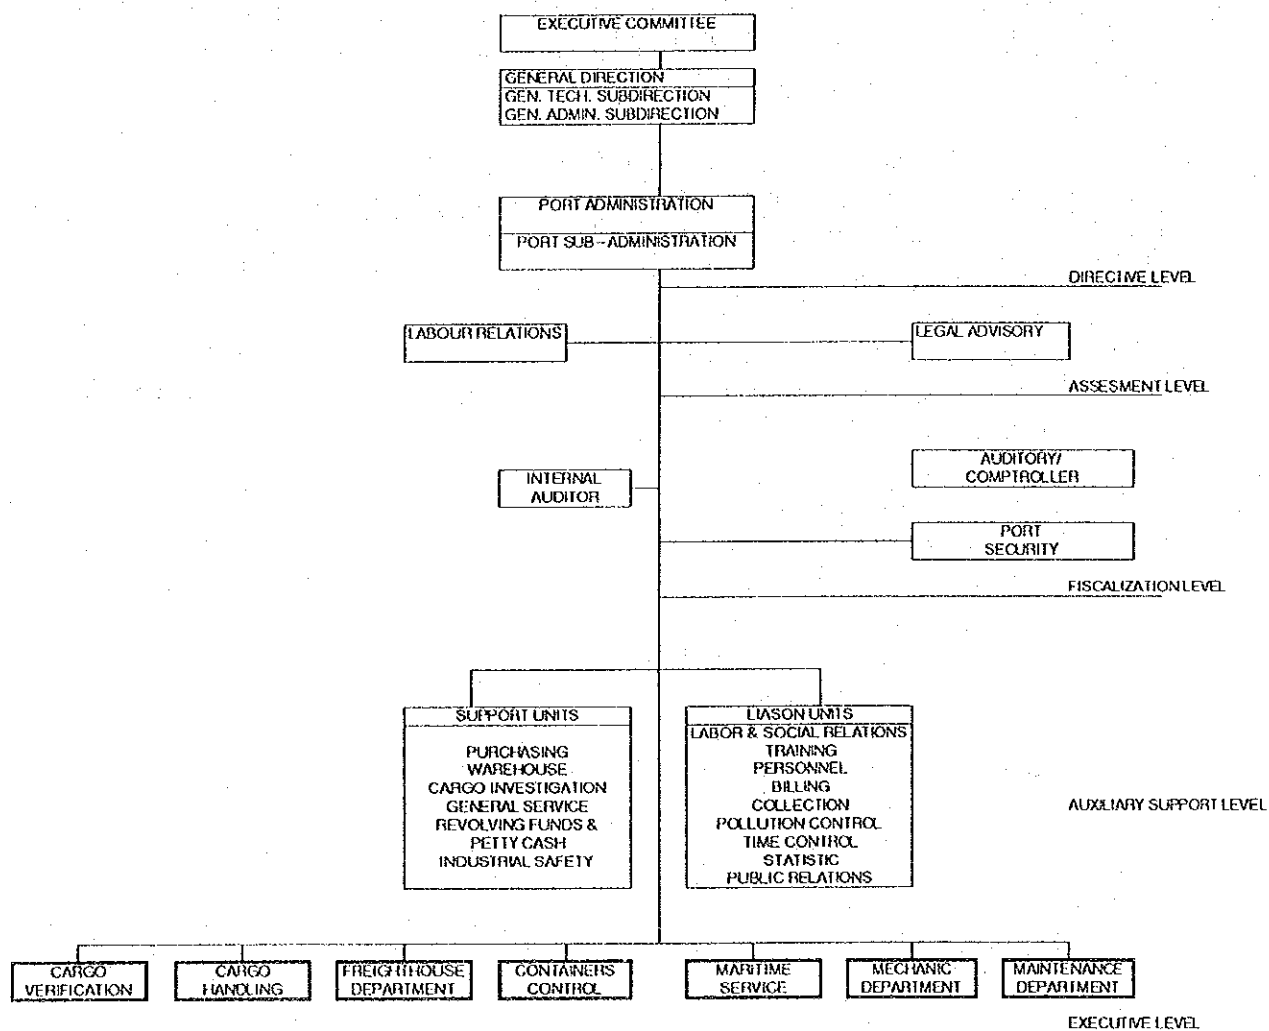 EXECUTIVE COMMITTEE
GENERAL DIRECTION
GEN. TECH. SUBDIRECTION
GEN. ADMIN. SUBDIRECTION
PORT ADMINISTRATION
PORT SUB-ADMINISTRATION
DIRECTIVE LEVEL
LABOUR RELATIONS
LEGAL ADVISORY
ASSESMENT LEVEL
INTERNAL
AUDITOR
AUDITORY/
COMPTROLLER
PORT
SECURITY
FISCALIZATION LEVEL
SUPPORT UNITS
PURCHASING
WAREHOUSE
CARGO INVESTIGATION
GENERAL SERVICE
REVOLVING FUNDS &
PETTY CASH
INDUSTRIAL SAFETY
LIASON UNITS
LABOR & SOCIAL RELATIONS
TRAINING
PERSONNEL
BILLING
COLLECTION
POLLUTION CONTROL
TIME CONTROL
STATISTIC
PUBLIC RELATIONS
AUXILIARY SUPPORT LEVEL
CARGO
VERIFICATION
CARGO
HANDLING
FREIGHTHOUSE
DEPARTMENT
CONTAINERS
CONTROL
MARITIME
SERVICE
MECHANIC
DEPARTMENT
MAINTENANCE
DEPARTMENT
EXECUTIVE LEVEL